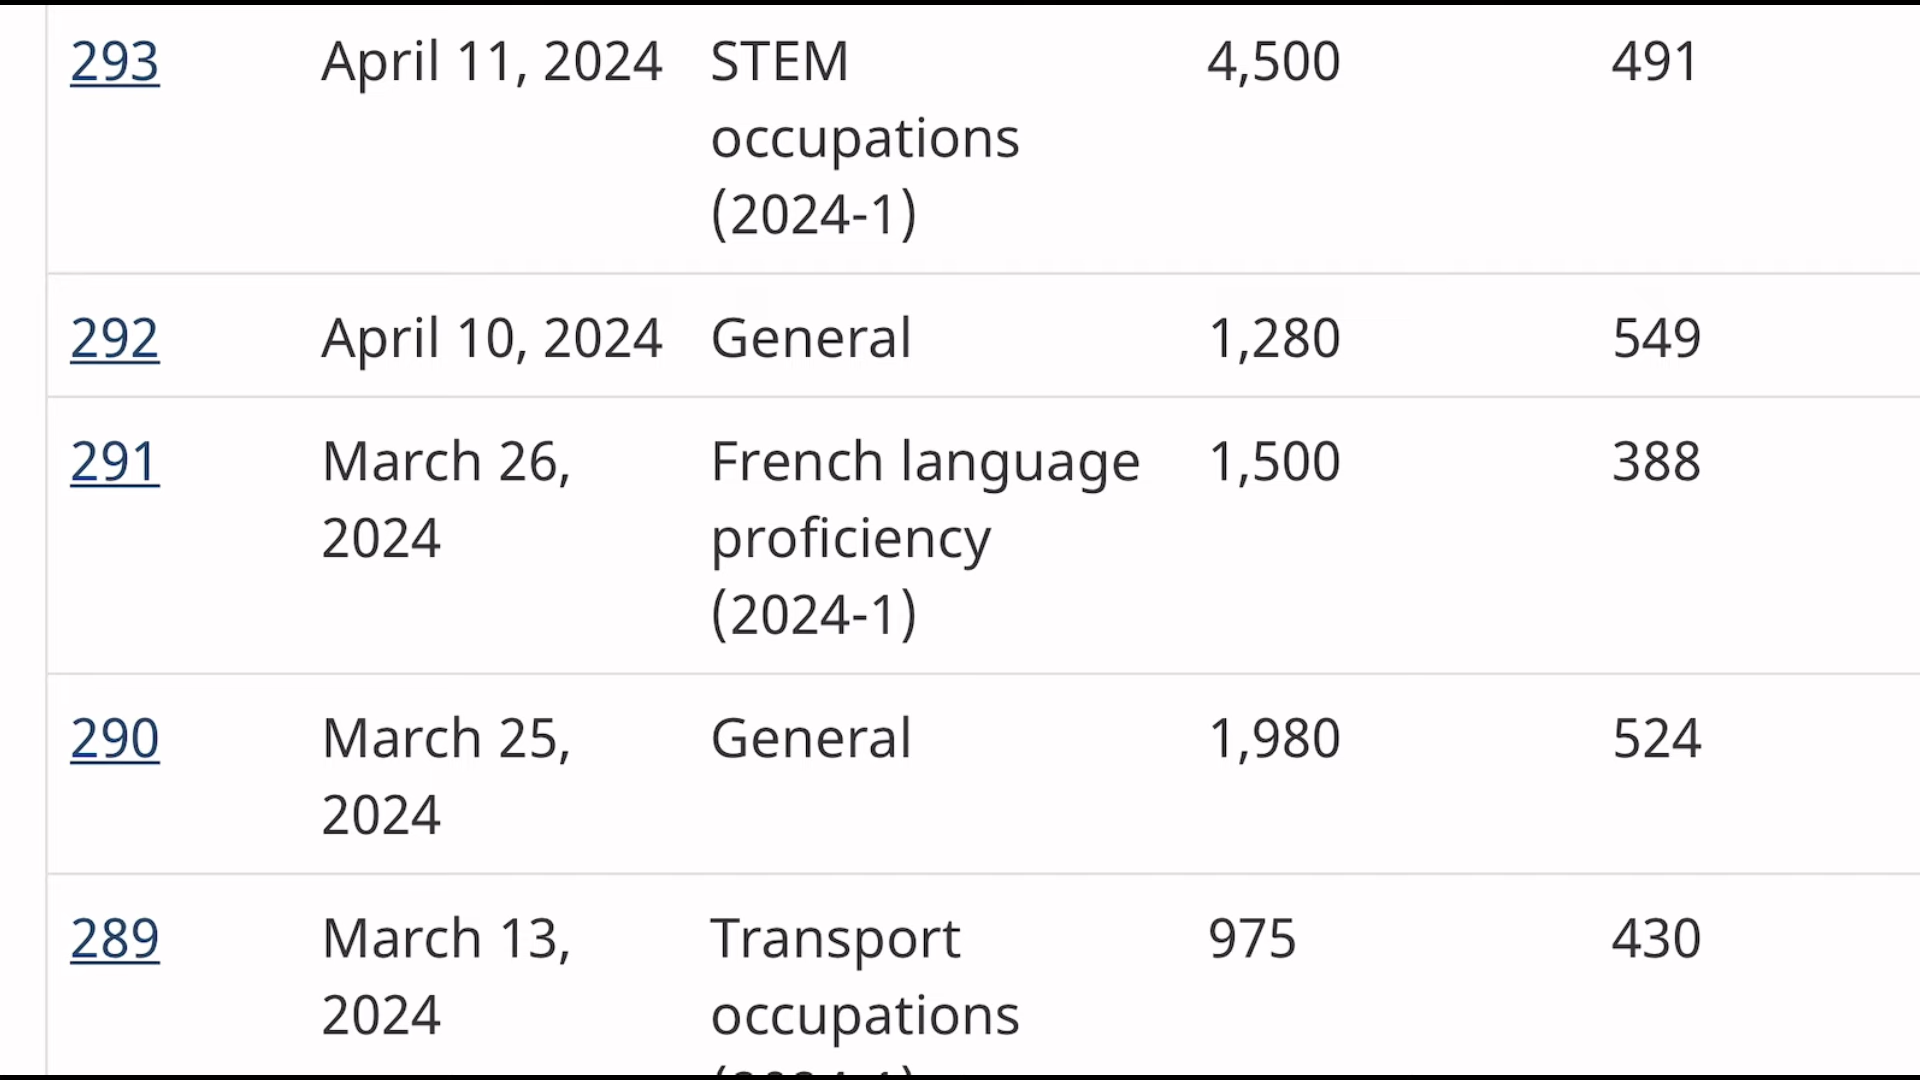 293 April 11, 2024 STEM 4,500 491
occupations
(2024-1)
292 April 10, 2024 General 1,280 549
291 March 26, French language 1,500 388
2024 proficiency
(2024-1)
290 March 25, General 1,980 524
2024
289 March 13, Transport 975 430
2024 occupations